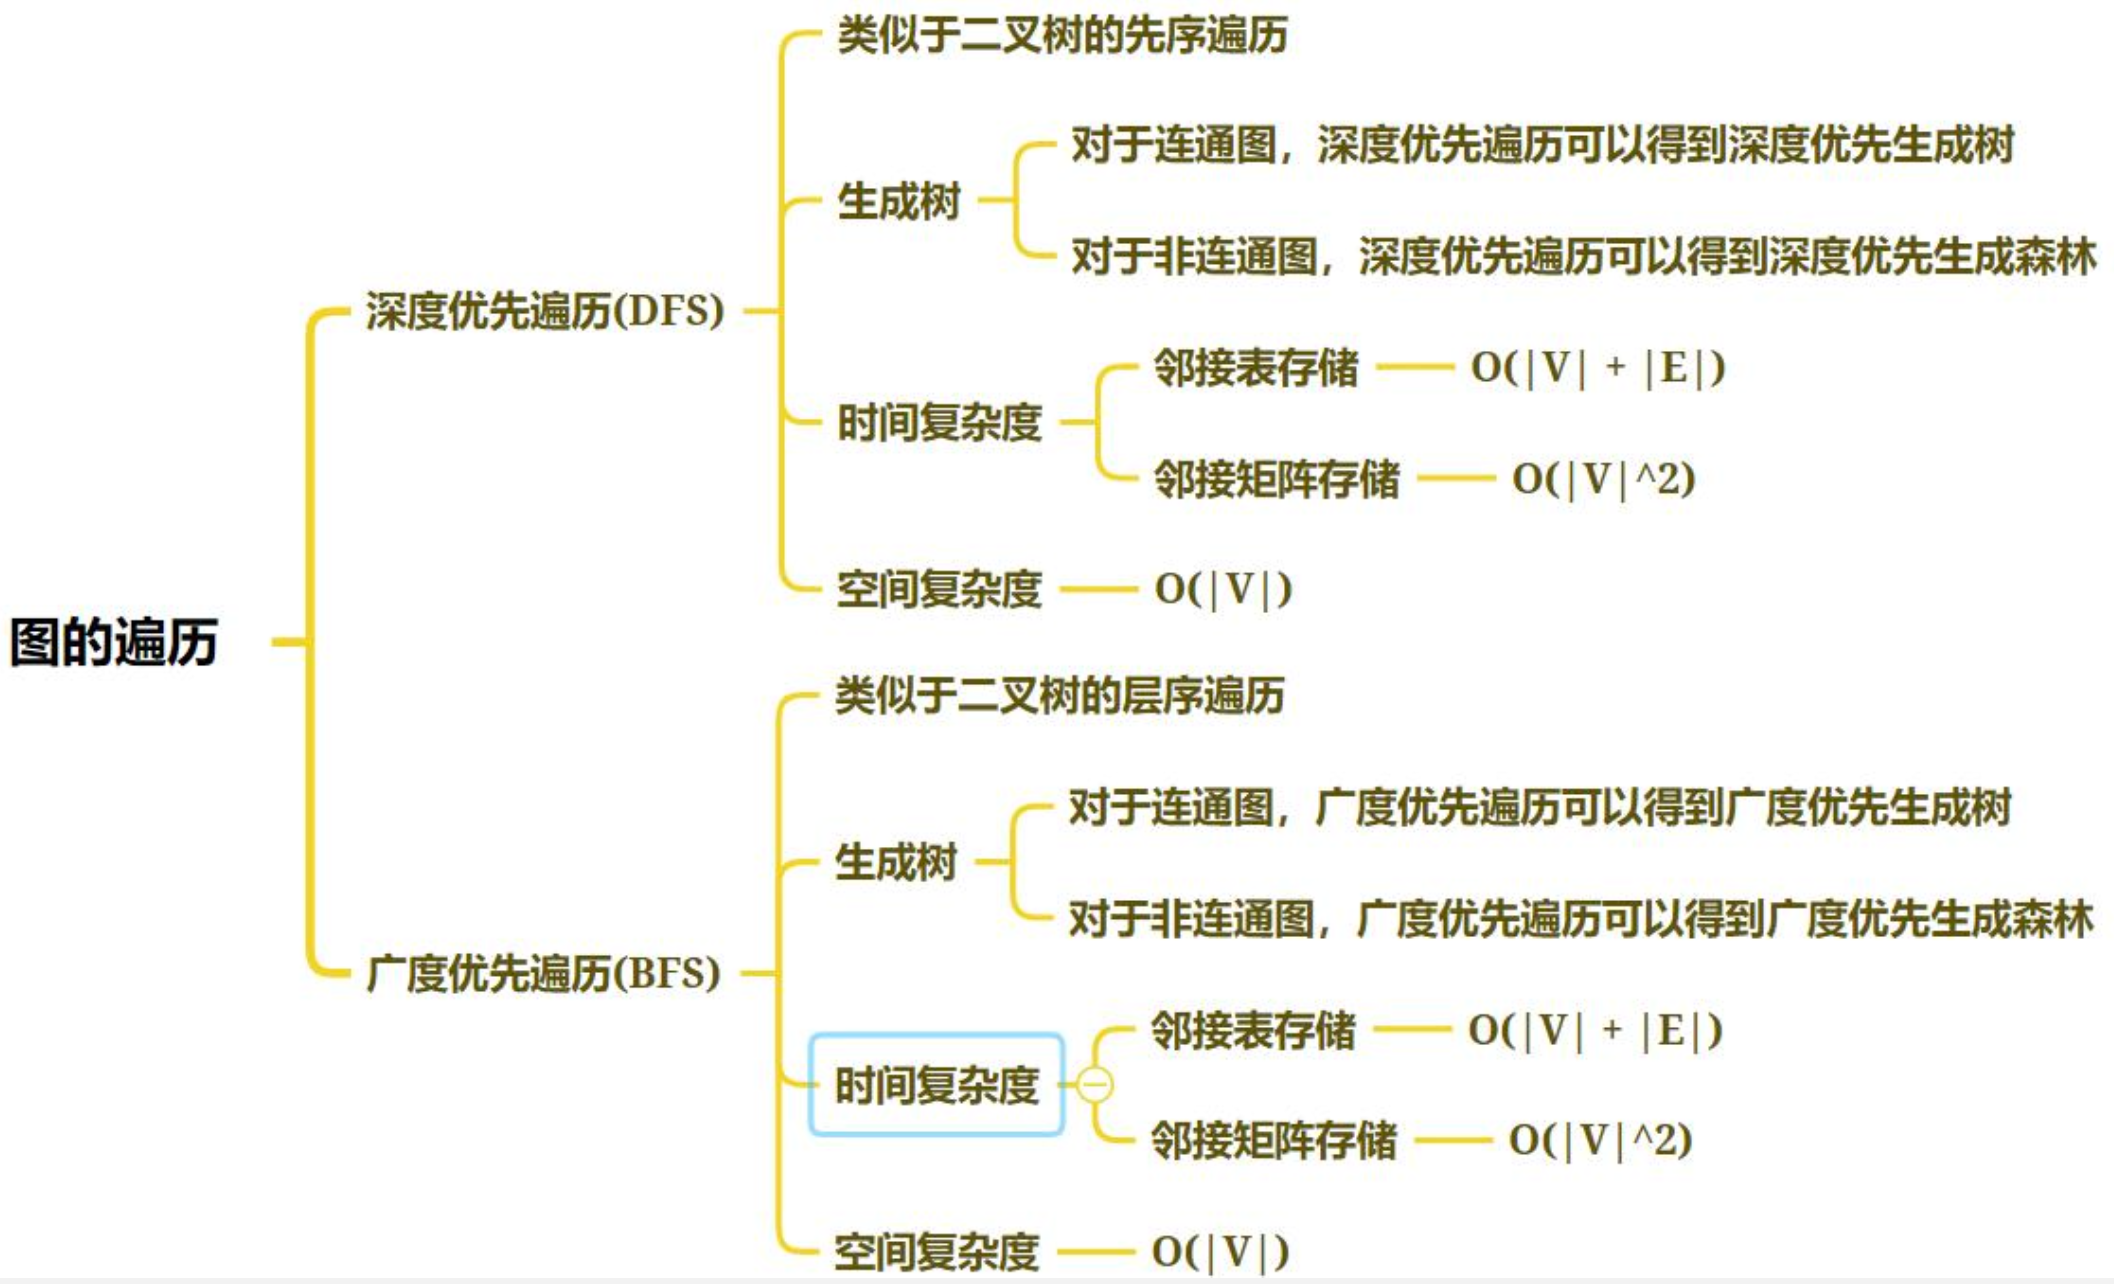 图的遍历
深度优先遍历(DFS)
类似于二叉树的先序遍历
生成树
对于连通图，深度优先遍历可以得到深度优先生成树
对于非连通图，深度优先遍历可以得到深度优先生成森林
时间复杂度
邻接表存储
O(|V| + |E|)
邻接矩阵存储
O(|V|^2)
空间复杂度
O(|V|)
广度优先遍历(BFS)
类似于二叉树的层序遍历
生成树
对于连通图，广度优先遍历可以得到广度优先生成树
对于非连通图，广度优先遍历可以得到广度优先生成森林
时间复杂度
邻接表存储
O(|V| + |E|)
邻接矩阵存储
O(|V|^2)
空间复杂度
O(|V|)